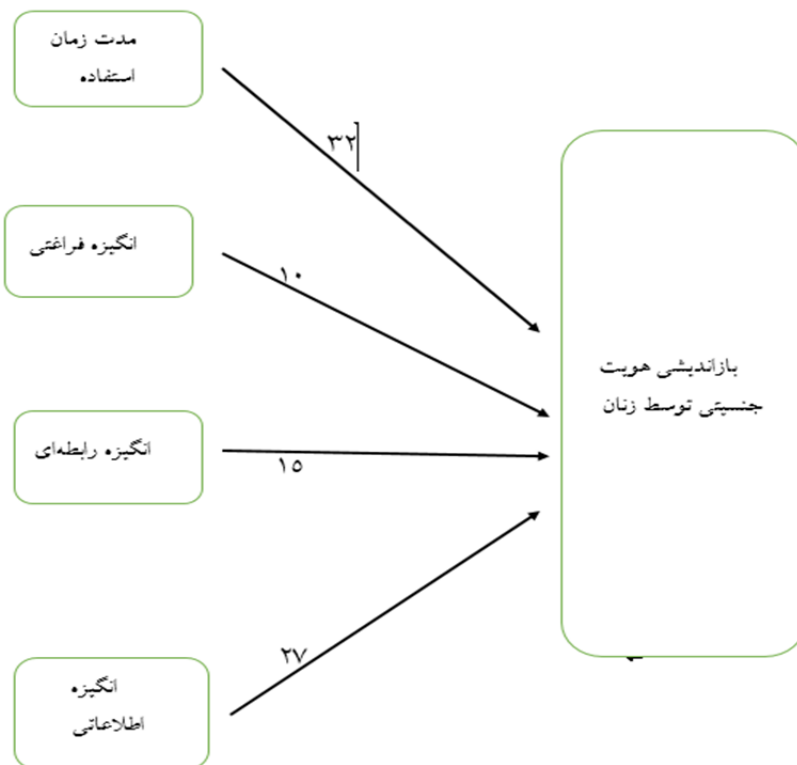 مدت زمان
استفاده
۳۲
انگیزه فراغتی
۱۰
بازاندیشی هویت
جنسیتی توسط زنان
انگیزه رابطه‌ای
۱۵
۲۷
انگیزه
اطلاعاتی